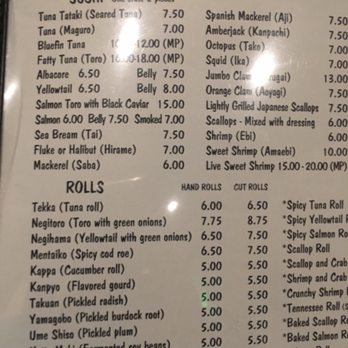 SUSHI
Tuna Tataki (Seared Tuna) 7.50
Tuna (Maguro) 7.00
Bluefin Tuna -12.00 (MP)
Fatty Tuna (Toro) -18.00 (MP)
Albacore 6.50 Belly 7.50
Yellowtail 6.50 Belly 8.00
Salmon Toro with Black Caviar 15.00
Salmon 6.00 Belly 7.50 Smoked 7.00
Sea Bream (Tai) 7.50
Fluke or Halibut (Hirame) 7.00
Mackerel (Saba) 6.00
Spanish Mackerel (Aji) 7.50
Amberjack (Kanpachi) 7.50
Octopus (Tako) 7.00
Squid (Ika) 7.00
Jumbo Clam 13.00
Orange Clam (Aoyagi) 7.50
Lightly Grilled Japanese Scallops 7.50
Scallops - Mixed with dressing 6.00
Shrimp (Ebi) 6.00
Sweet Shrimp (Amaebi) 10.00
Live Sweet Shrimp 15.00-20.00 (MP)
ROLLS HAND ROLLS CUT ROLLS
Tekka (Tuna roll) 6.00 6.50
Negitoro (Toro with green onions) 7.75 8.75
Negihama (Yellowtail with green onions) 6.50 7.50
Mentaiko (Spicy cod roe) 6.50 7.50
Kappa (Cucumber roll) 5.00 5.50
Kanpyo (Flavored gourd) 5.00 5.50
Takuan (Pickled radish) 5.00 5.50
Yamagobo (Pickled burdock root) 5.00 5.50
Ume Shiso (Pickled plum) 5.00 5.50
5.00 5.50
*Spicy Tuna Roll
*Spicy Yellowtail
*Spicy Salmon Ro
*Scallop Roll
*Scallop and Crab
*Shrimp and Crab
*Crunchy Shrimp
*Tennessee Roll
*Baked Scallop Ro
*Baked Salmon